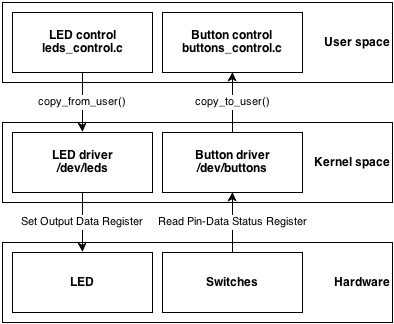 LED control
leds_control.c
Button control
buttons_control.c
User space
copy_from_user()
copy_to_user()
LED driver
/dev/leds
Button driver
/dev/buttons
Kernel space
Set Output Data Register
Read Pin-Data Status Register
LED
Switches
Hardware